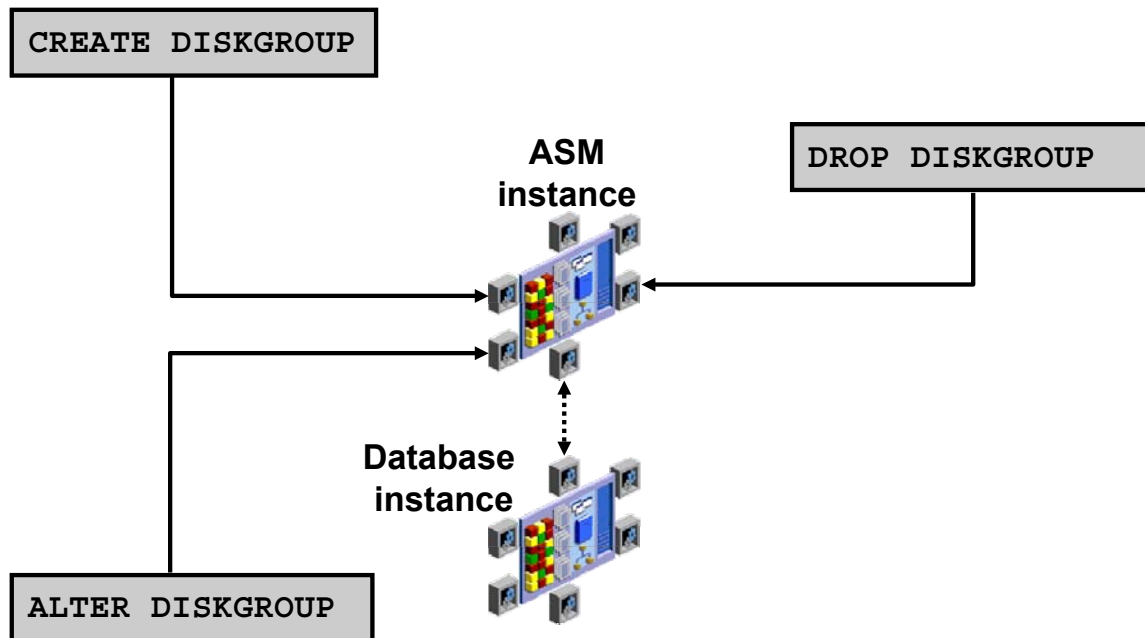 CREATE DISKGROUP
DROP DISKGROUP
ASM
instance
Database
instance
ALTER DISKGROUP